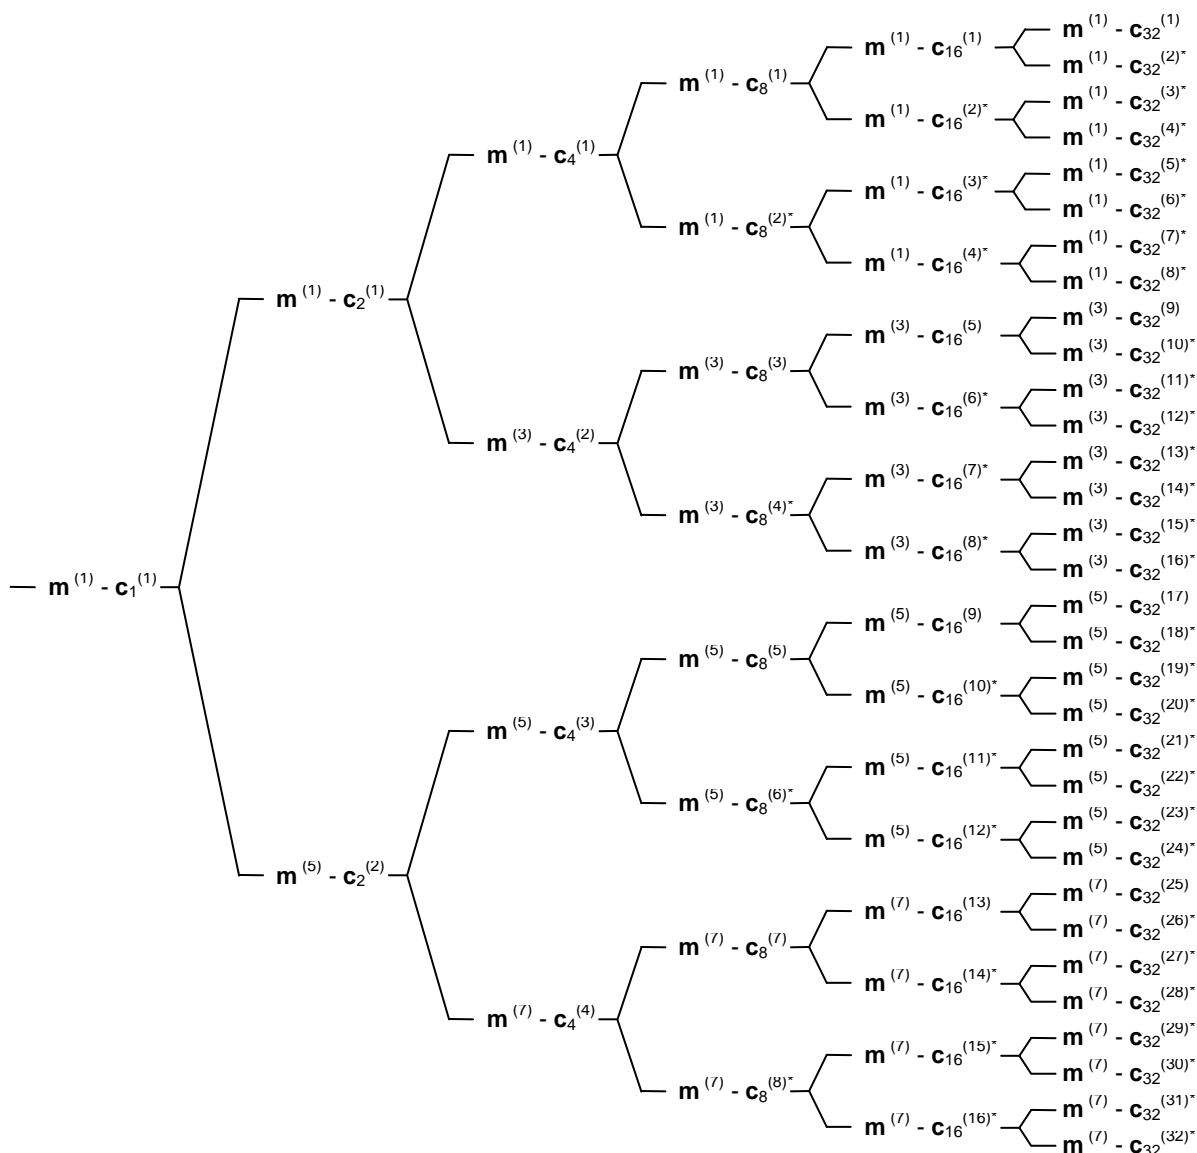 m(1) - c32(1)
m(1) - c16(1)
m(1) - c32(2)*
m(1) - c8(1)
m(1) - c32(3)*
m(1) - c16(2)*
m(1) - c32(4)*
m(1) - c4(1)
m(1) - c32(5)*
m(1) - c16(3)*
m(1) - c32(6)*
m(1) - c8(2)*
m(1) - c32(7)*
m(1) - c16(4)*
m(1) - c32(8)*
m(1) - c2(1)
m(3) - c32(9)
m(3) - c16(5)
m(3) - c32(10)*
m(3) - c8(3)
m(3) - c32(11)*
m(3) - c16(6)*
m(3) - c32(12)*
m(3) - c4(2)
m(3) - c32(13)*
m(3) - c16(7)*
m(3) - c32(14)*
m(3) - c8(4)*
m(3) - c32(15)*
m(3) - c16(8)*
m(3) - c32(16)*
m(1) - c1(1)
m(5) - c32(17)
m(5) - c16(9)
m(5) - c32(18)*
m(5) - c8(5)
m(5) - c32(19)*
m(5) - c16(10)*
m(5) - c32(20)*
m(5) - c4(3)
m(5) - c32(21)*
m(5) - c16(11)*
m(5) - c32(22)*
m(5) - c8(6)*
m(5) - c32(23)*
m(5) - c16(12)*
m(5) - c32(24)*
m(5) - c2(2)
m(7) - c32(25)
m(7) - c16(13)
m(7) - c32(26)*
m(7) - c8(7)
m(7) - c32(27)*
m(7) - c16(14)*
m(7) - c32(28)*
m(7) - c4(4)
m(7) - c32(29)*
m(7) - c16(15)*
m(7) - c32(30)*
m(7) - c8(8)*
m(7) - c32(31)*
m(7) - c16(16)*
m(7) - c32(32)*